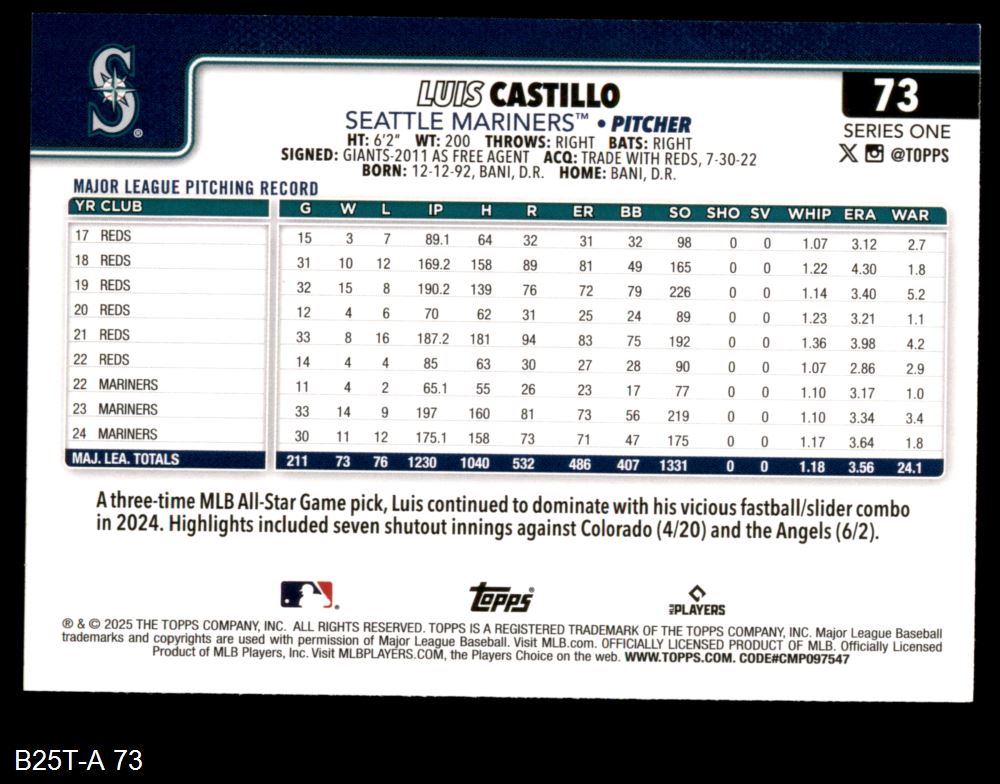 S ®
LUIS CASTILLO
73
SEATTLE MARINERS™ • PITCHER
SERIES ONE
HT: 6'2" WT: 200 THROWS: RIGHT BATS: RIGHT
SIGNED: GIANTS-2011 AS FREE AGENT ACQ: TRADE WITH REDS, 7-30-22
@TOPPS
BORN: 12-12-92, BANI, D.R. HOME: BANI, D.R.
MAJOR LEAGUE PITCHING RECORD
YR CLUB G W L IP H R ER BB SO SHO SV WHIP ERA WAR
17 REDS 15 3 7 89.1 64 32 31 32 98 0 0 1.07 3.12 2.7
18 REDS 31 10 12 169.2 158 89 81 49 165 0 0 1.22 4.30 1.8
19 REDS 32 15 8 190.2 139 76 72 79 226 0 0 1.14 3.40 5.2
20 REDS 12 4 6 70 62 31 25 24 89 0 0 1.23 3.21 1.1
21 REDS 33 8 16 187.2 181 94 83 75 192 0 0 1.36 3.98 4.2
22 REDS 14 4 4 85 63 30 27 28 90 0 0 1.07 2.86 2.9
22 MARINERS 11 4 2 65.1 55 26 23 17 77 0 0 1.10 3.17 1.0
23 MARINERS 33 14 9 197 160 81 73 56 219 0 0 1.10 3.34 3.4
24 MARINERS 30 11 12 175.1 158 73 71 47 175 0 0 1.17 3.64 1.8
MAJ. LEA. TOTALS 211 73 76 1230 1040 532 486 407 1331 0 0 1.18 3.56 24.1
A three-time MLB All-Star Game pick, Luis continued to dominate with his vicious fastball/slider combo
in 2024. Highlights included seven shutout innings against Colorado (4/20) and the Angels (6/2).
Topps® PLAYERS
® & © 2025 THE TOPPS COMPANY, INC. ALL RIGHTS RESERVED. TOPPS IS A REGISTERED TRADEMARK OF THE TOPPS COMPANY, INC. Major League Baseball
trademarks and copyrights are used with permission of Major League Baseball. Visit MLB.com. OFFICIALLY LICENSED PRODUCT OF MLB. Officially Licensed
Product of MLB Players, Inc. Visit MLBPLAYERS.COM, the Players Choice on the web. WWW.TOPPS.COM. CODE#CMP097547
B25T-A 73